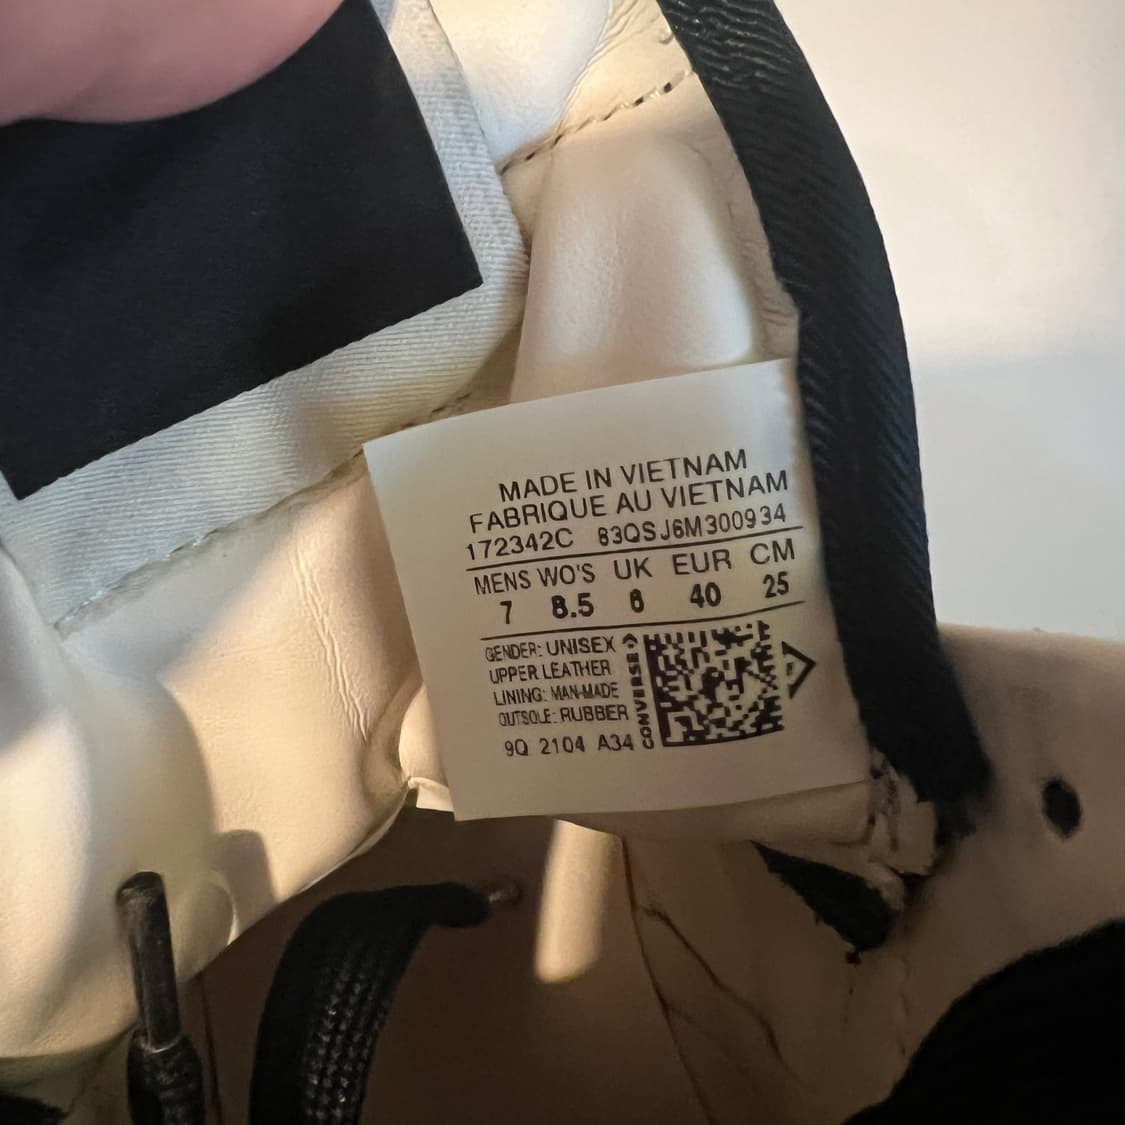 MADE IN VIETNAM
FABRIQUE AU VIETNAM
172342C 83QSJ6M300934
MENS WO'S UK EUR CM
7 8.5 6 40 25
GENDER: UNISEX
UPPER LEATHER
LINING: MAN-MADE
OUTSOLE: RUBBER
9Q 2104 A34
CONVERSE